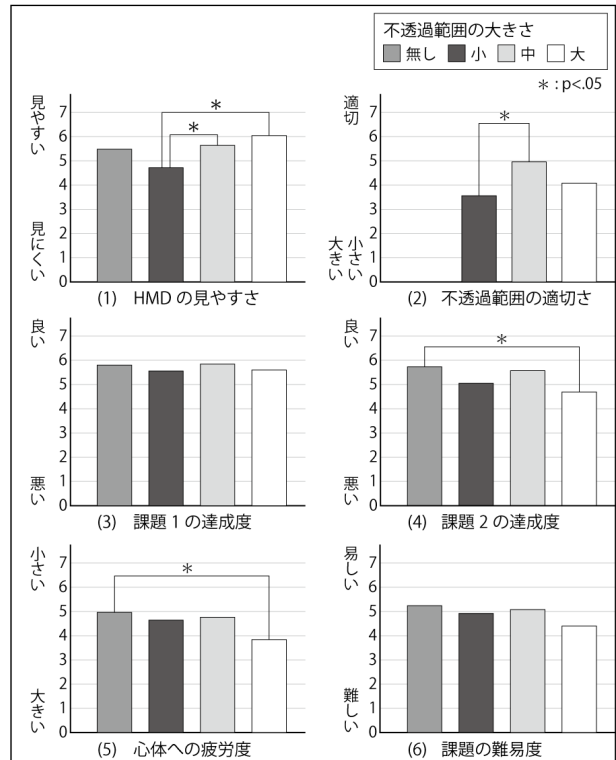 不透過範囲の大きさ
無し 小 中 大
＊: p<.05
見やすい
見にくい
7
6
5
4
3
2
1
0
＊
＊
(1) HMD の見やすさ
適切
小さい
大きい
7
6
5
4
3
2
1
0
＊
(2) 不透過範囲の適切さ
良い
悪い
7
6
5
4
3
2
1
0
(3) 課題 1 の達成度
良い
悪い
7
6
5
4
3
2
1
0
＊
(4) 課題 2 の達成度
小さい
大きい
7
6
5
4
3
2
1
0
＊
(5) 心体への疲労度
易しい
難しい
7
6
5
4
3
2
1
0
(6) 課題の難易度